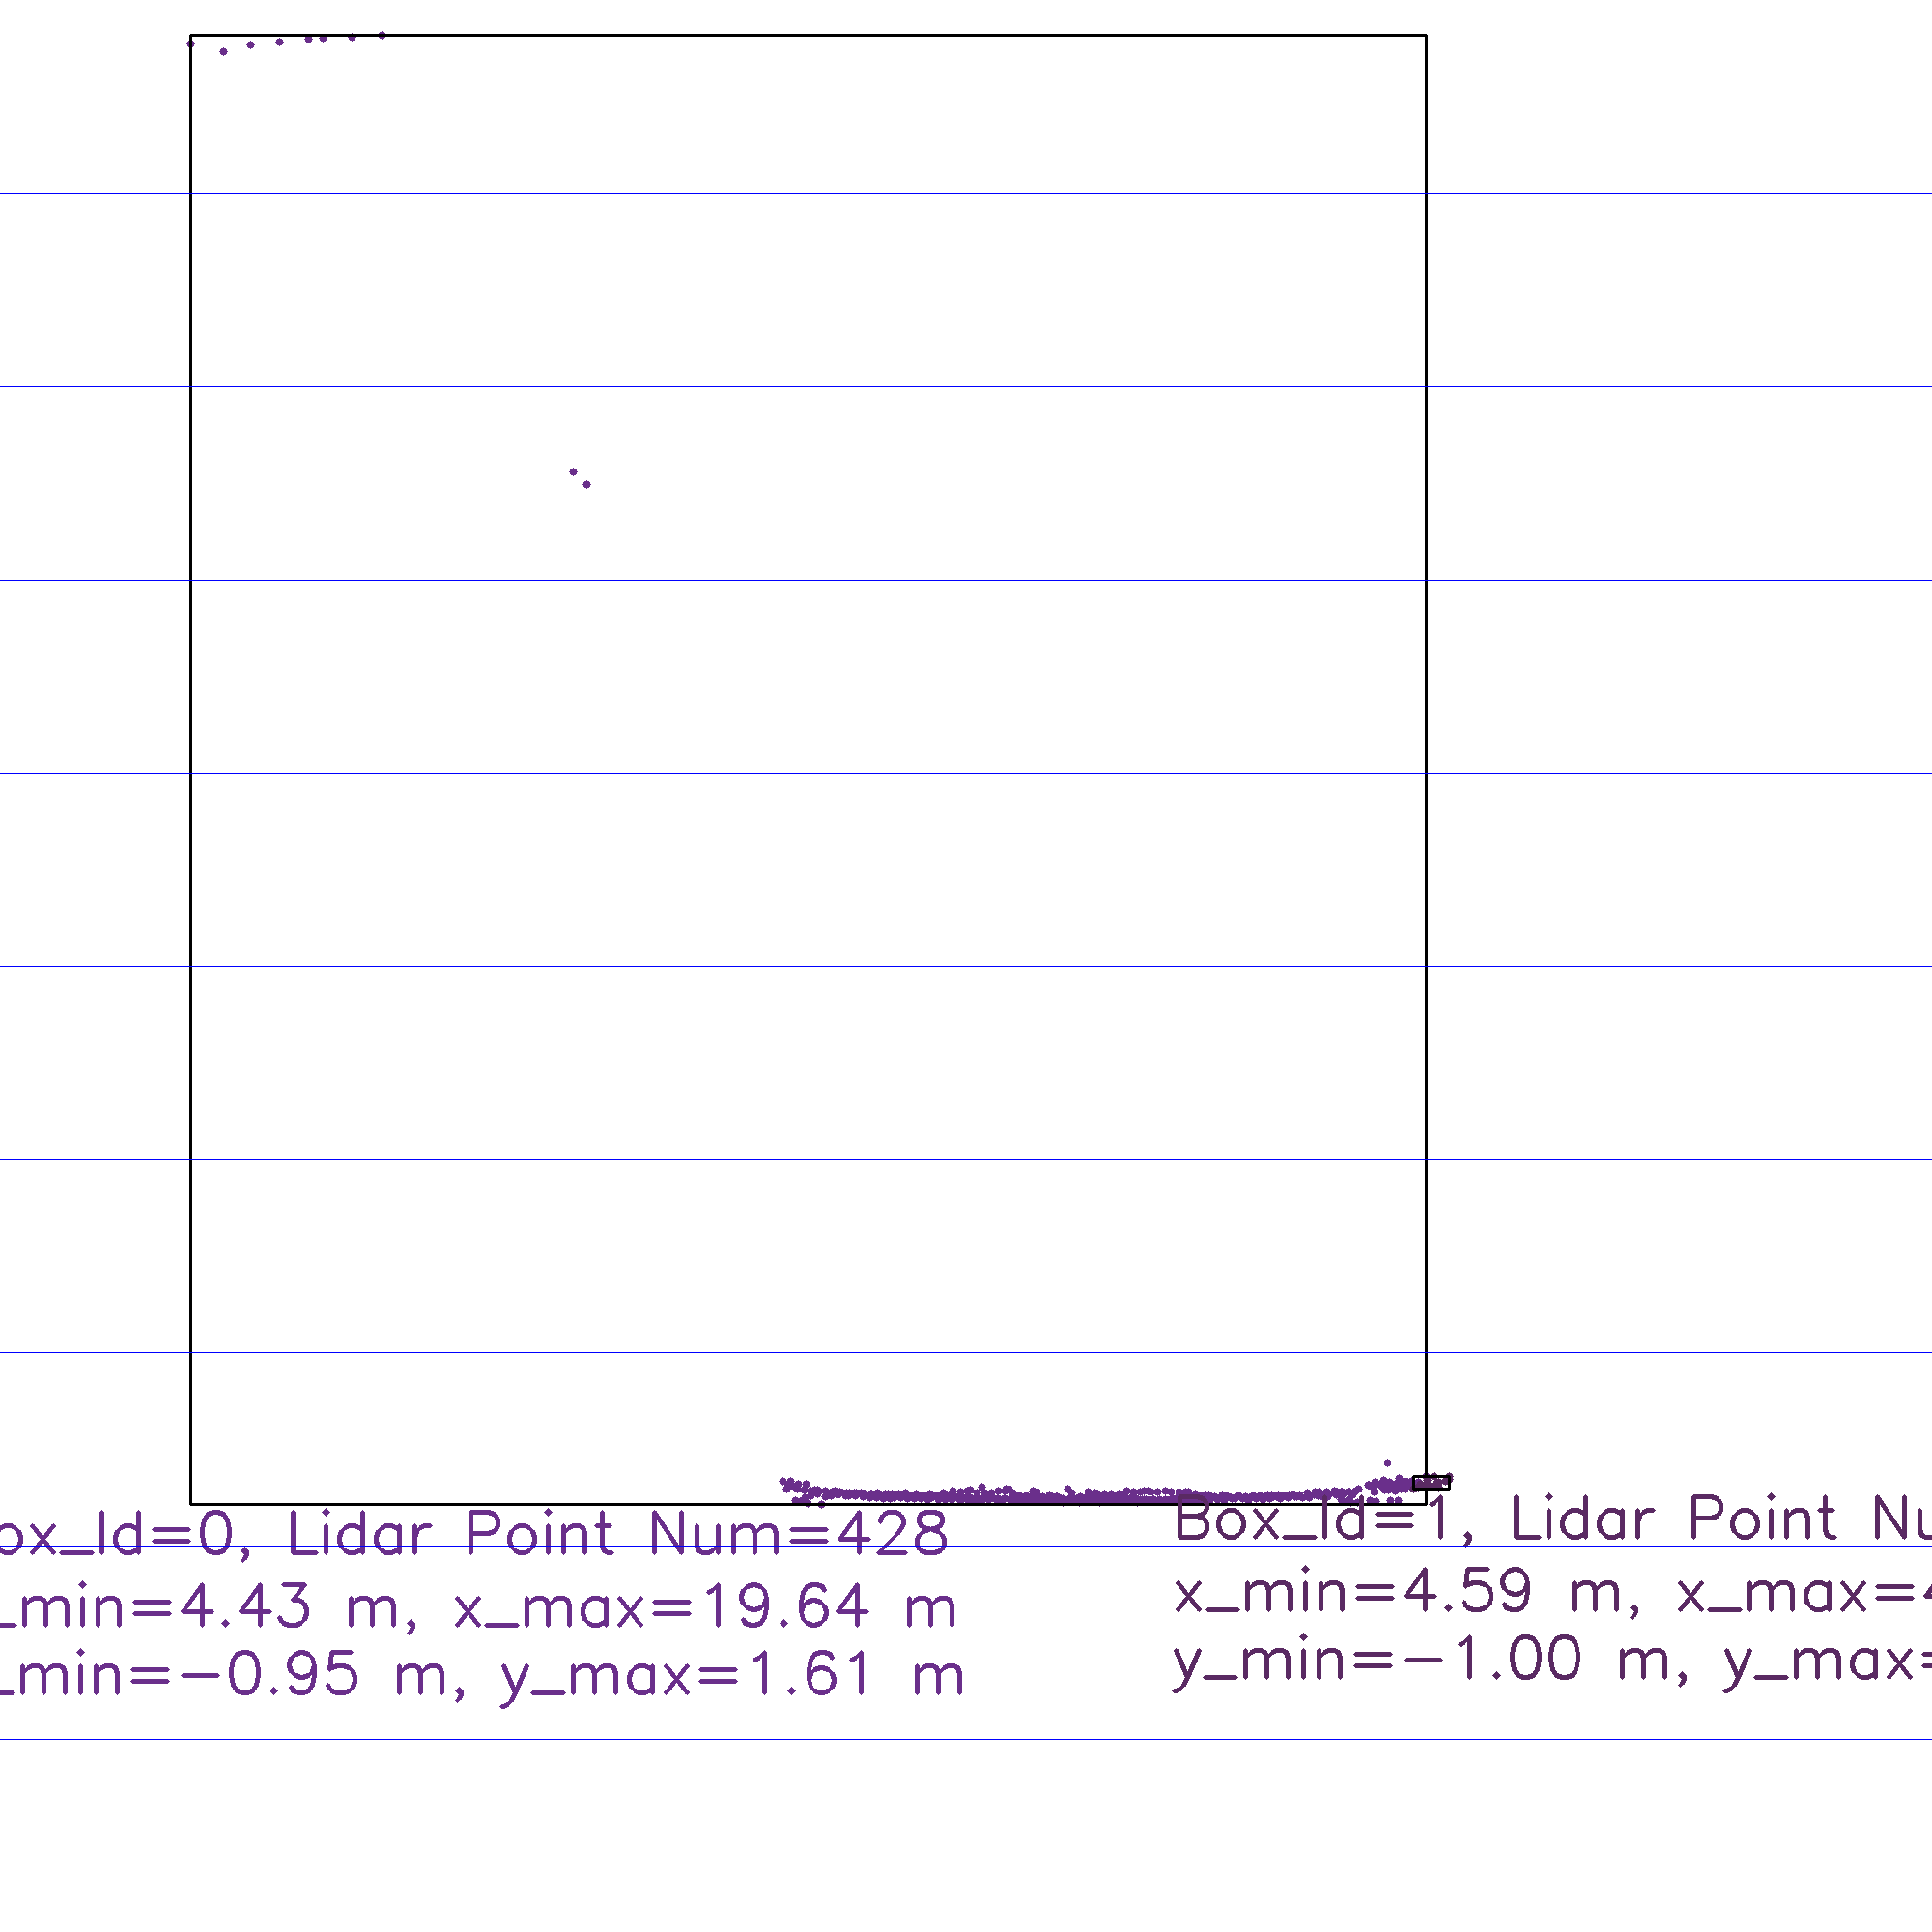 ox_Id=0, Lidar Point Num=428
_min=4.43 m, x_max=19.64 m
_min=-0.95 m, y_max=1.61 m
Box_Id=1, Lidar Point Nu
x_min=4.59 m, x_max=4
y_min=-1.00 m, y_max=